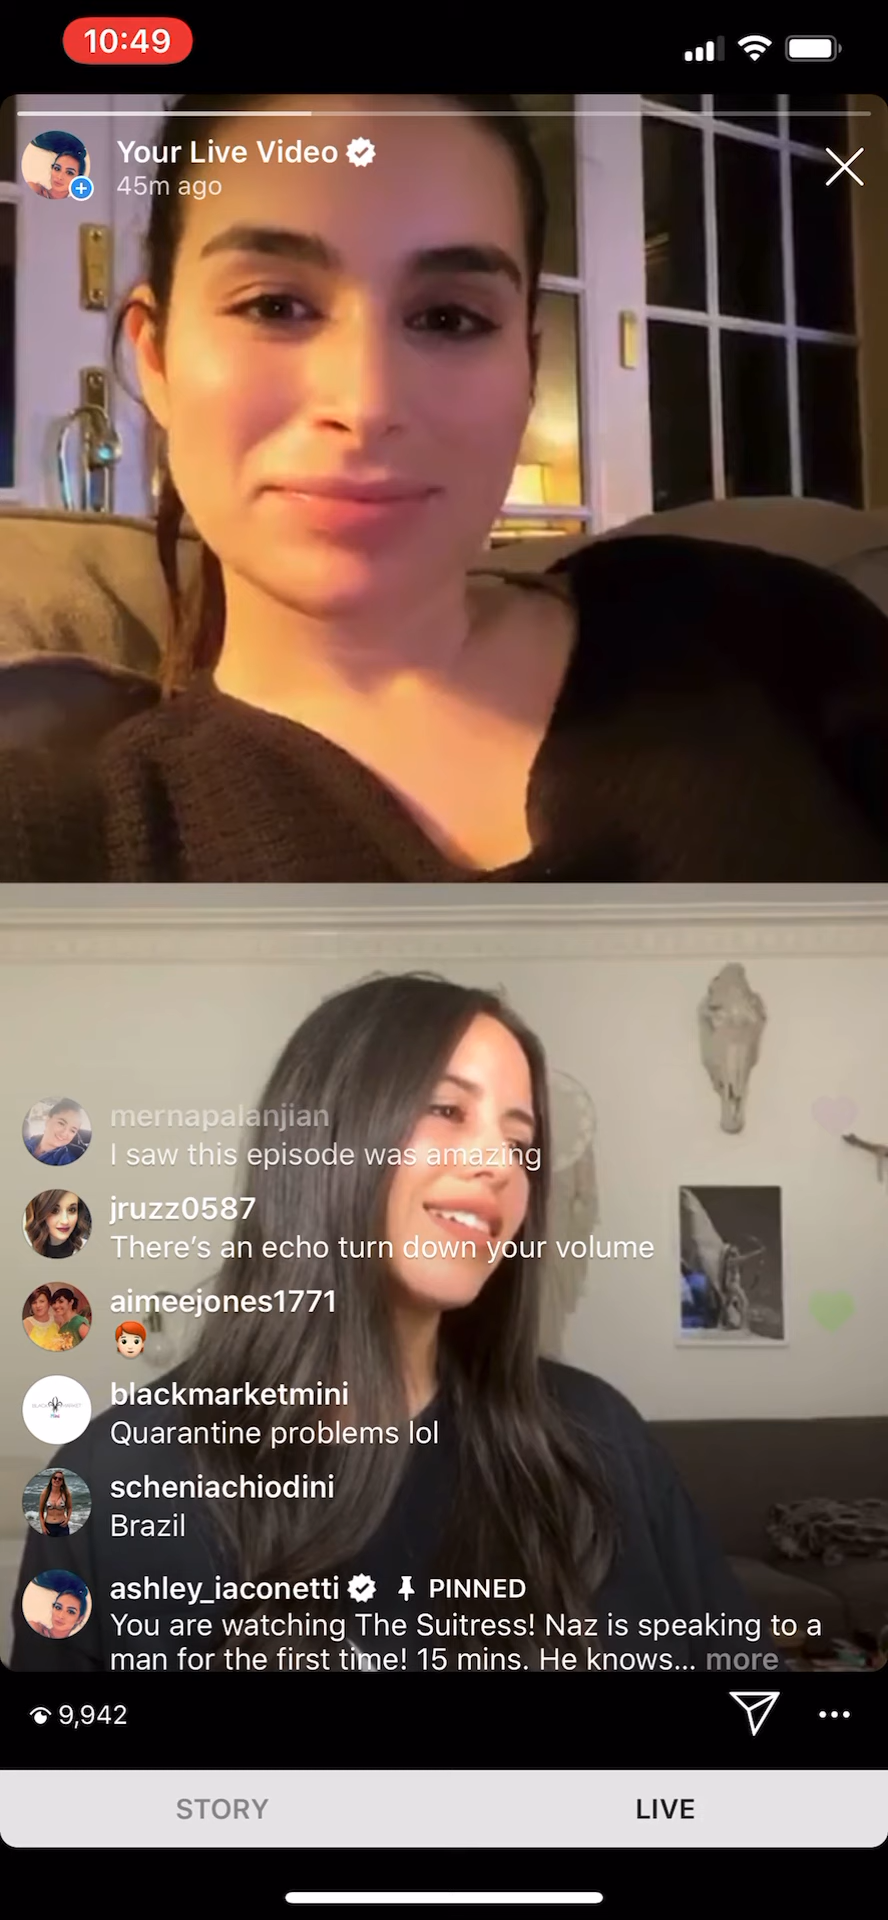 10:49
Your Live Video
45m ago
mernapalanjian
I saw this episode was amazing
jruzz0587
There's an echo turn down your volume
aimeejones1771
blackmarketmini
Quarantine problems lol
scheniachiodini
Brazil
ashley_iaconetti PINNED
You are watching The Suitress! Naz is speaking to a
man for the first time! 15 mins. He knows... more
9,942
STORY
LIVE